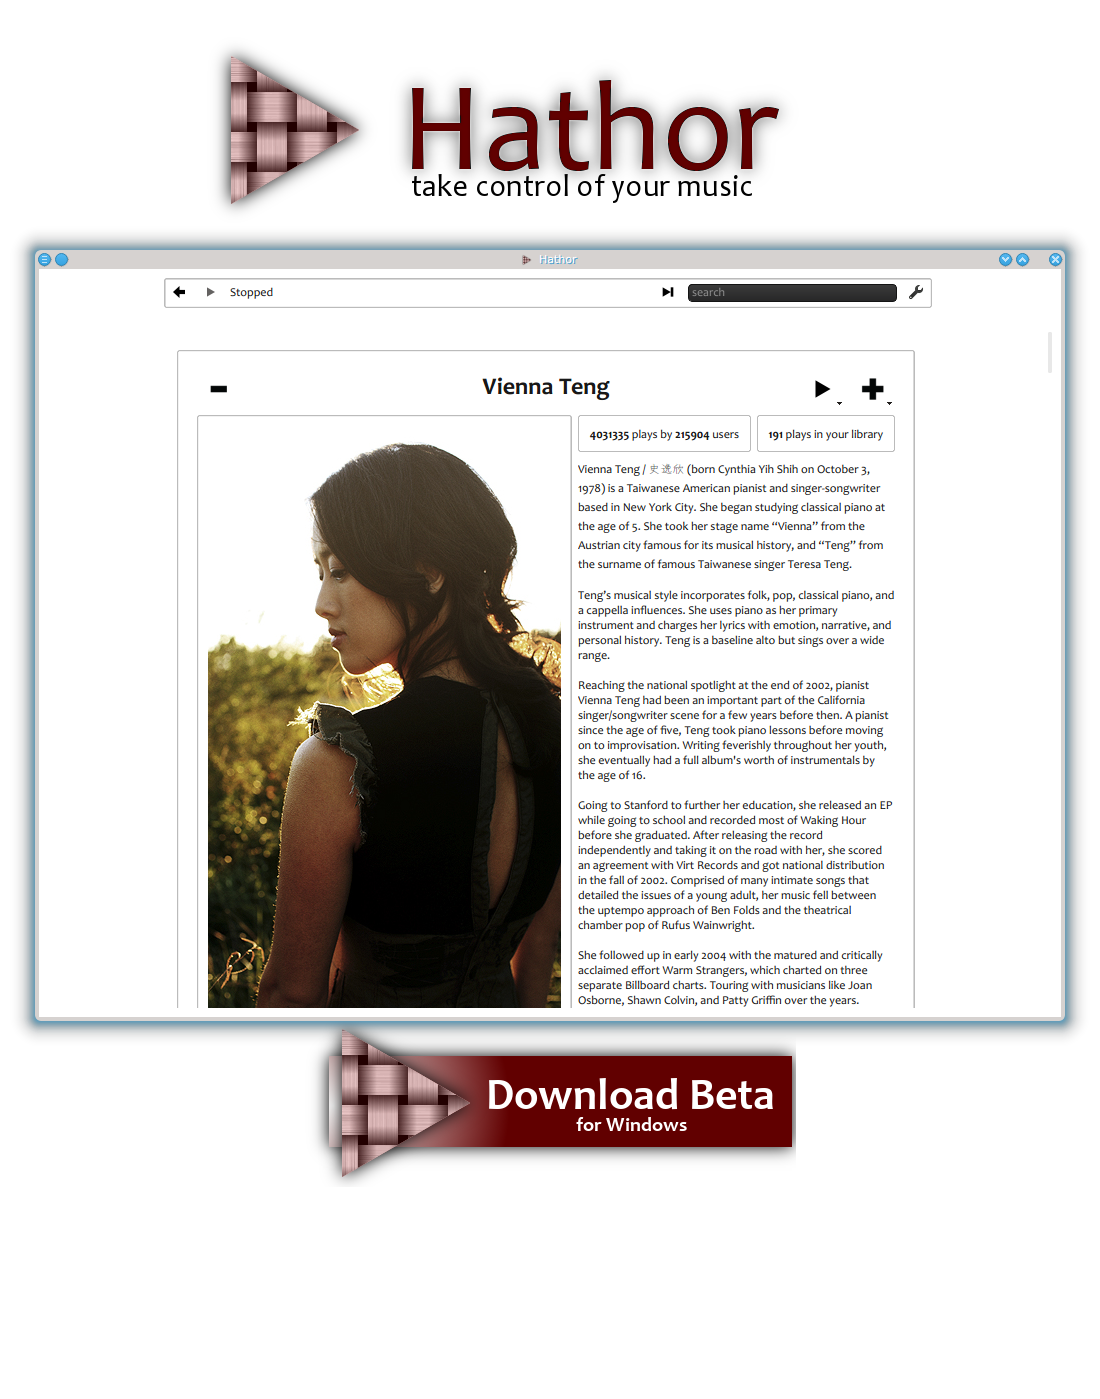 Hathor
take control of your music
Hathor
Stopped
search
Vienna Teng
4031335 plays by 215904 users
191 plays in your library
Vienna Teng / 史逸欣 (born Cynthia Yih Shih on October 3,
1978) is a Taiwanese American pianist and singer-songwriter
based in New York City. She began studying classical piano at
the age of 5. She took her stage name “Vienna” from the
Austrian city famous for its musical history, and “Teng” from
the surname of famous Taiwanese singer Teresa Teng.
Teng’s musical style incorporates folk, pop, classical piano, and
a cappella influences. She uses piano as her primary
instrument and charges her lyrics with emotion, narrative, and
personal history. Teng is a baseline alto but sings over a wide
range.
Reaching the national spotlight at the end of 2002, pianist
Vienna Teng had been an important part of the California
singer/songwriter scene for a few years before then. A pianist
since the age of five, Teng took piano lessons before moving
on to improvisation. Writing feverishly throughout her youth,
she eventually had a full album's worth of instrumentals by
the age of 16.
Going to Stanford to further her education, she released an EP
while going to school and recorded most of Waking Hour
before she graduated. After releasing the record
independently and taking it on the road with her, she scored
an agreement with Virt Records and got national distribution
in the fall of 2002. Comprised of many intimate songs that
detailed the issues of a young adult, her music fell between
the uptempo approach of Ben Folds and the theatrical
chamber pop of Rufus Wainwright.
She followed up in early 2004 with the matured and critically
acclaimed effort Warm Strangers, which charted on three
separate Billboard charts. Touring with musicians like Joan
Osborne, Shawn Colvin, and Patty Griffin over the years.
Download Beta
for Windows